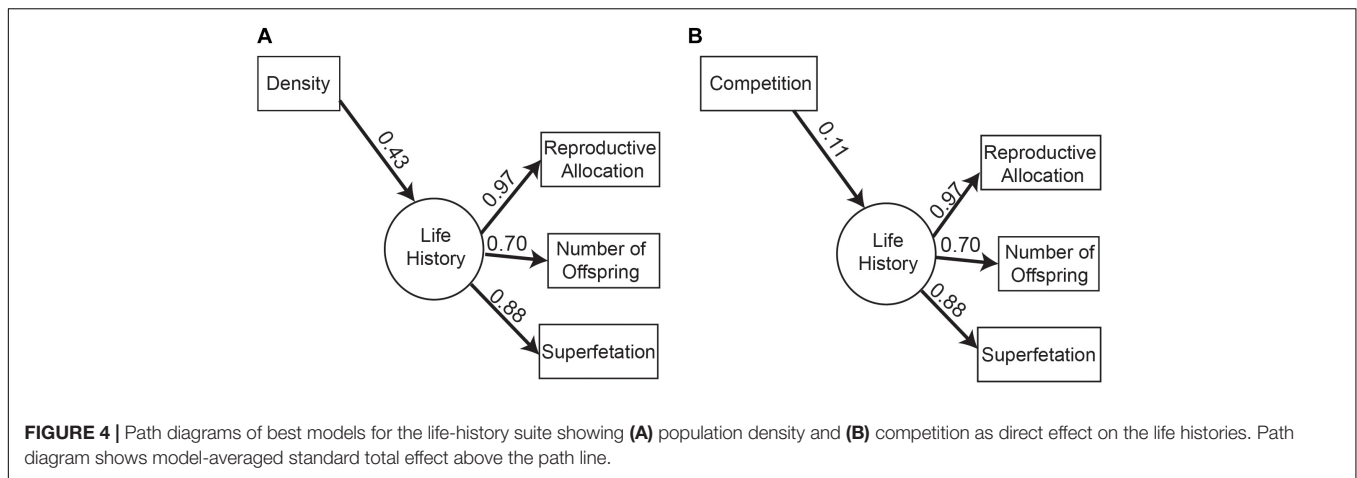 A
Density
0.43
Life
History
0.97
Reproductive
Allocation
0.70
Number of
Offspring
0.88
Superfetation
B
Competition
0.11
Life
History
0.97
Reproductive
Allocation
0.70
Number of
Offspring
0.88
Superfetation
FIGURE 4 | Path diagrams of best models for the life-history suite showing (A) population density and (B) competition as direct effect on the life histories. Path
diagram shows model-averaged standard total effect above the path line.